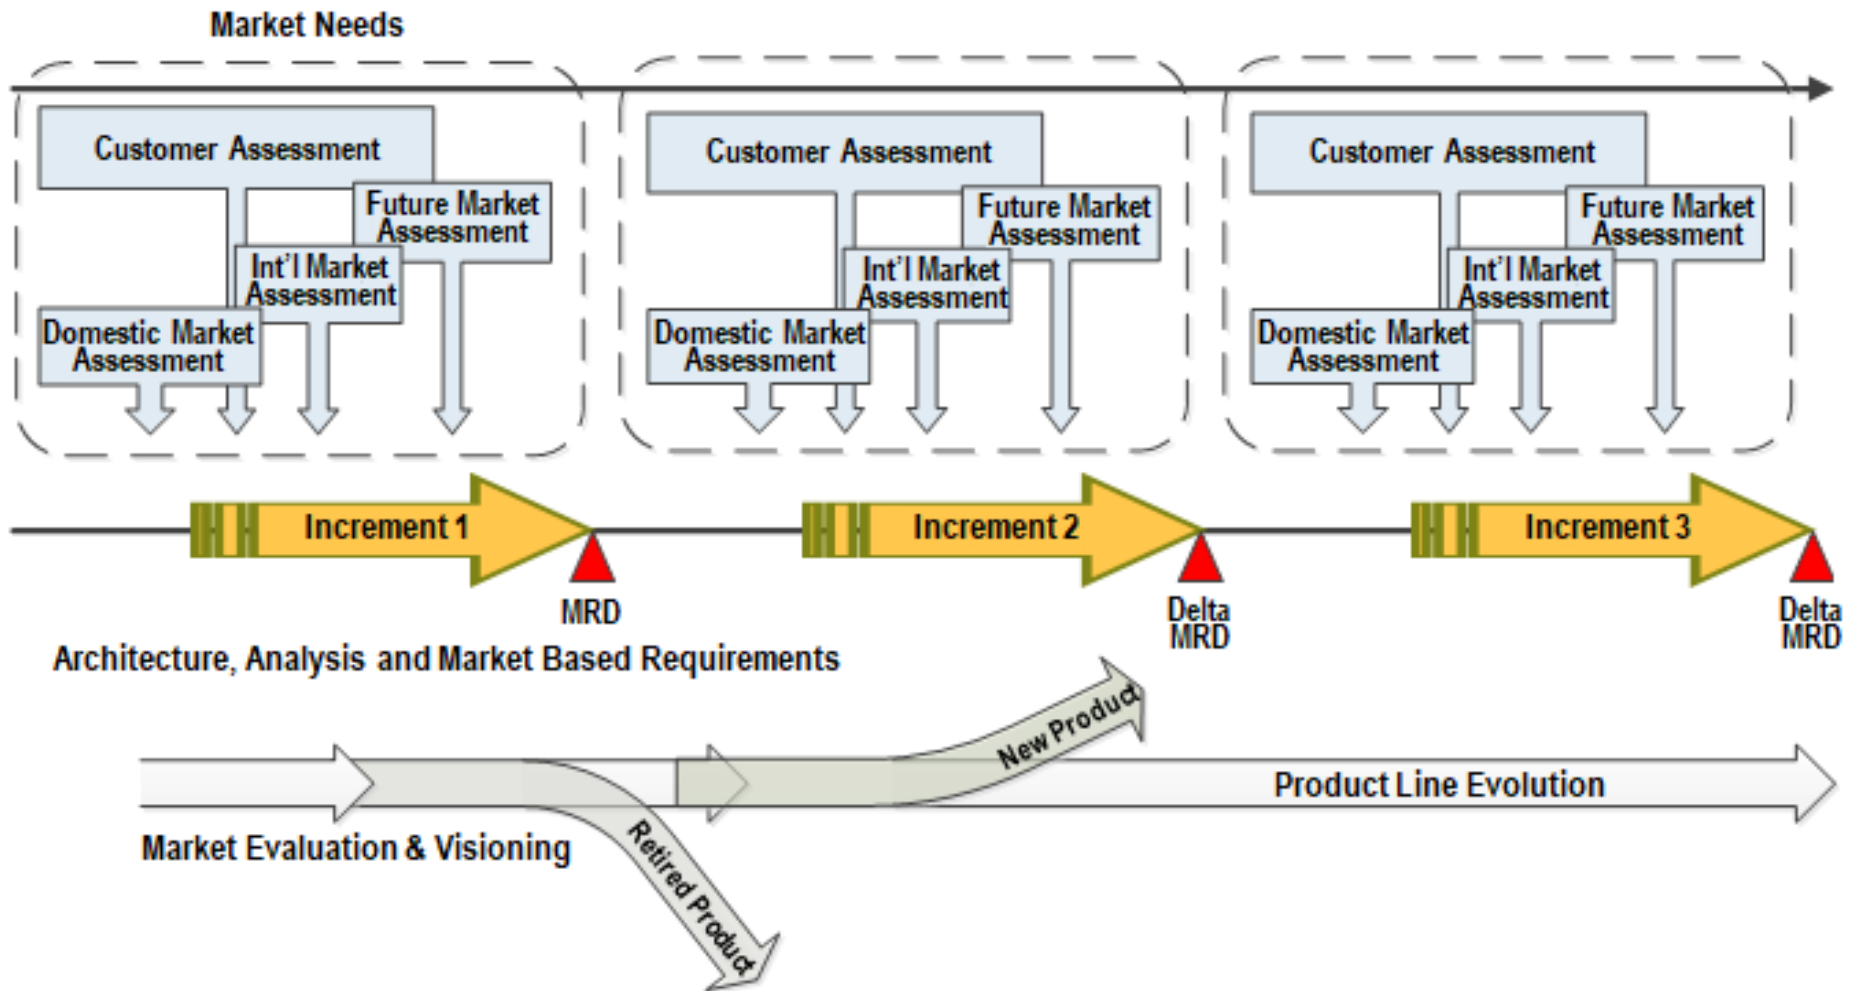 Market Needs
Customer Assessment
Future Market
Assessment
Int'l Market
Assessment
Domestic Market
Assessment
Customer Assessment
Future Market
Assessment
Int'l Market
Assessment
Domestic Market
Assessment
Customer Assessment
Future Market
Assessment
Int'l Market
Assessment
Domestic Market
Assessment
Increment 1
Increment 2
Increment 3
MRD
Delta
MRD
Delta
MRD
Architecture, Analysis and Market Based Requirements
New Product
Product Line Evolution
Market Evaluation & Visioning
Retired Product